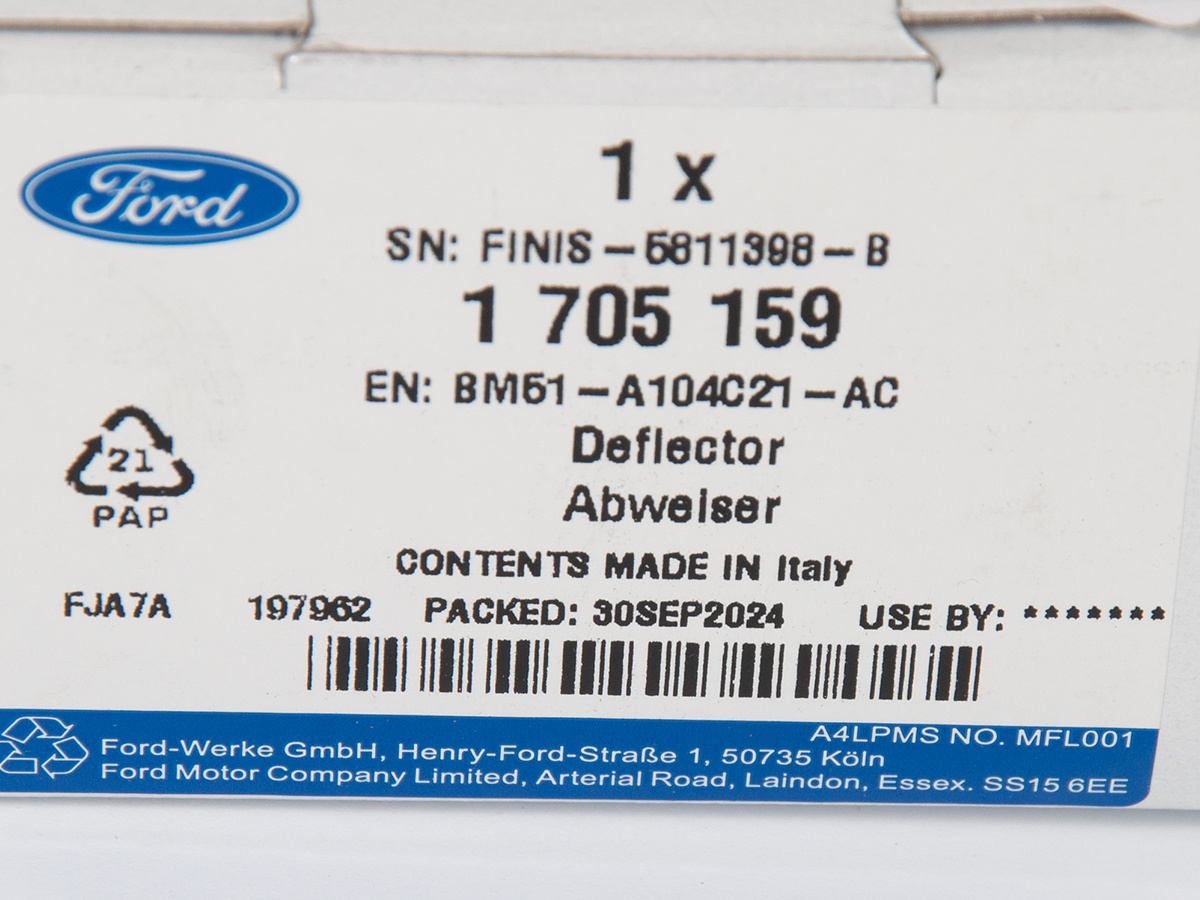 Ford
1 x
SN: FINIS-5811398-B
1 705 159
EN: BM51-A104C21-AC
Deflector
Abweiser
21
PAP
CONTENTS MADE IN Italy
FJA7A 197962 PACKED: 30SEP2024 USE BY: *******
A4LPMS NO. MFL001
Ford-Werke GmbH, Henry-Ford-Straße 1, 50735 Köln
Ford Motor Company Limited, Arterial Road, Laindon, Essex. SS15 6EE